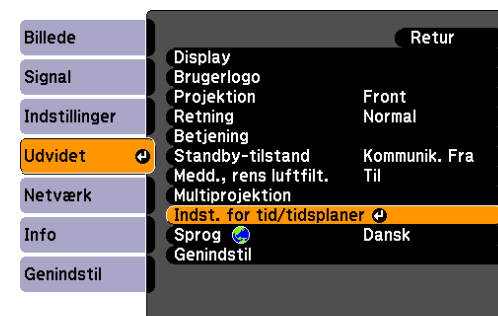 Billede
Signal
Indstillinger
Udvidet
Netværk
Info
Genindstil
Retur
Display
Brugerlogo
Projektion Front
Retning Normal
Betjening
Standby-tilstand Kommunik. Fra
Medd., rens luftfilt. Til
Multiprojektion
Indst. for tid/tidsplaner
Sprog Dansk
Genindstil